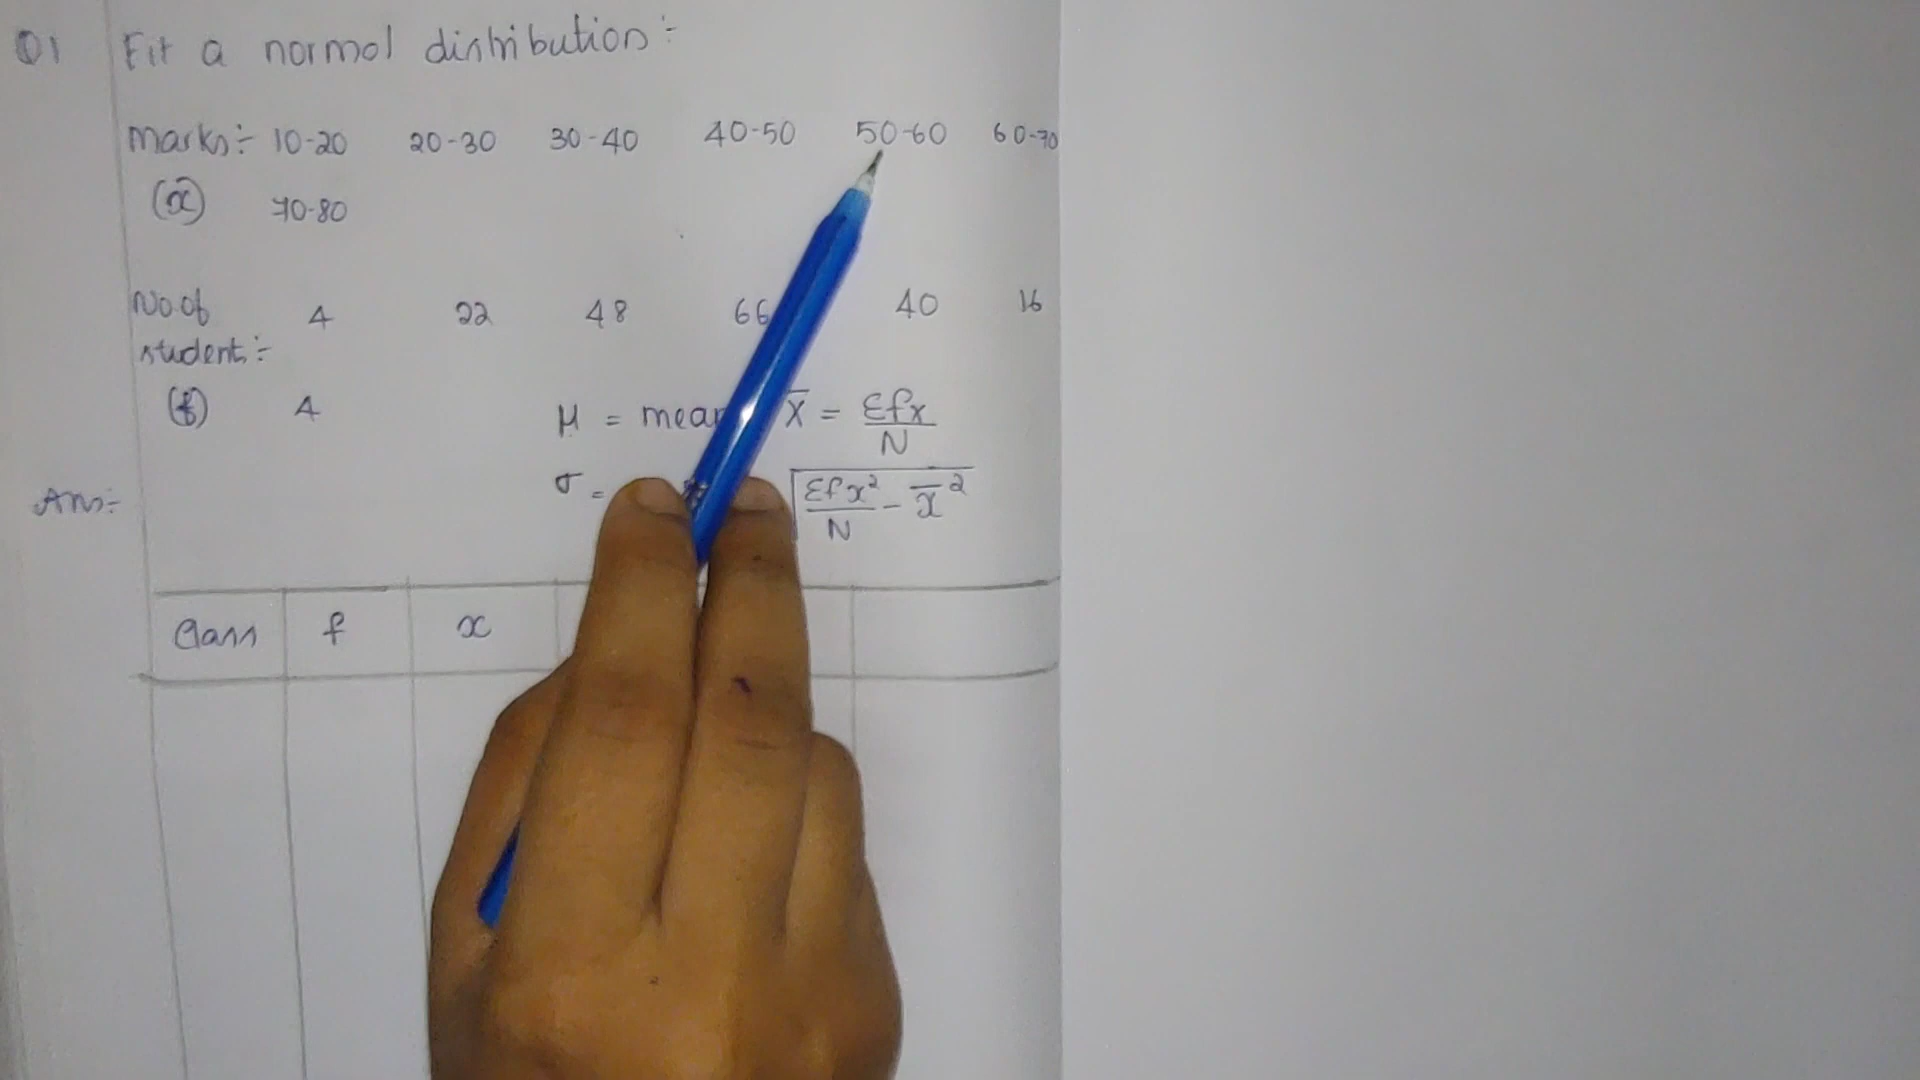 Q1 Fit a normal distribution :-
Marks :- 10-20 20-30 30-40 40-50 50-60 60-70
(x) 70-80
No.of 4 22 48 66 40 16
student :-
(f) 4
μ = mean X̅ = Σfx/N
σ = √(Σfx²/N - x̅²)
Ans :-
Class f x